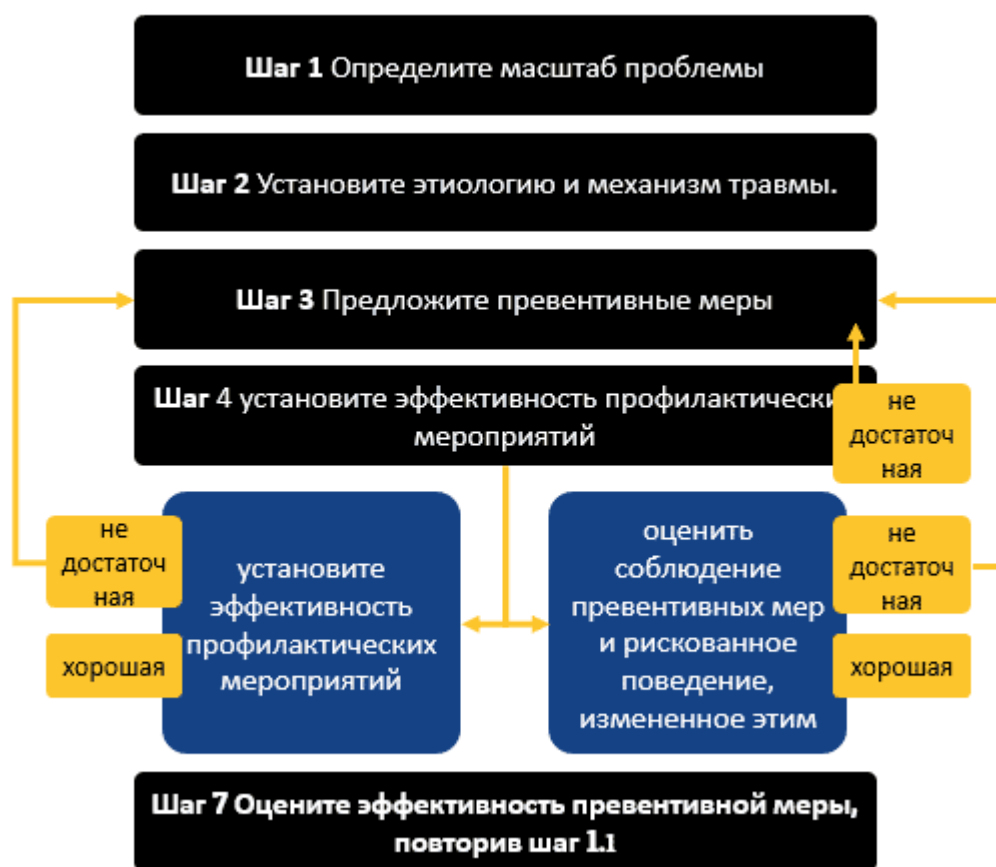 Шаг 1 Определите масштаб проблемы
Шаг 2 Установите этиологию и механизм травмы.
Шаг 3 Предложите превентивные меры
Шаг 4 установите эффективность профилактически
мероприятий
не
достаточ
ная
не
достаточ
ная
хорошая
установите
эффективность
профилактических
мероприятий
оценить
соблюдение
превентивных мер
и рискованное
поведение,
измененное этим
не
достаточ
ная
хорошая
Шаг 7 Оцените эффективность превентивной меры,
повторив шаг 1.1